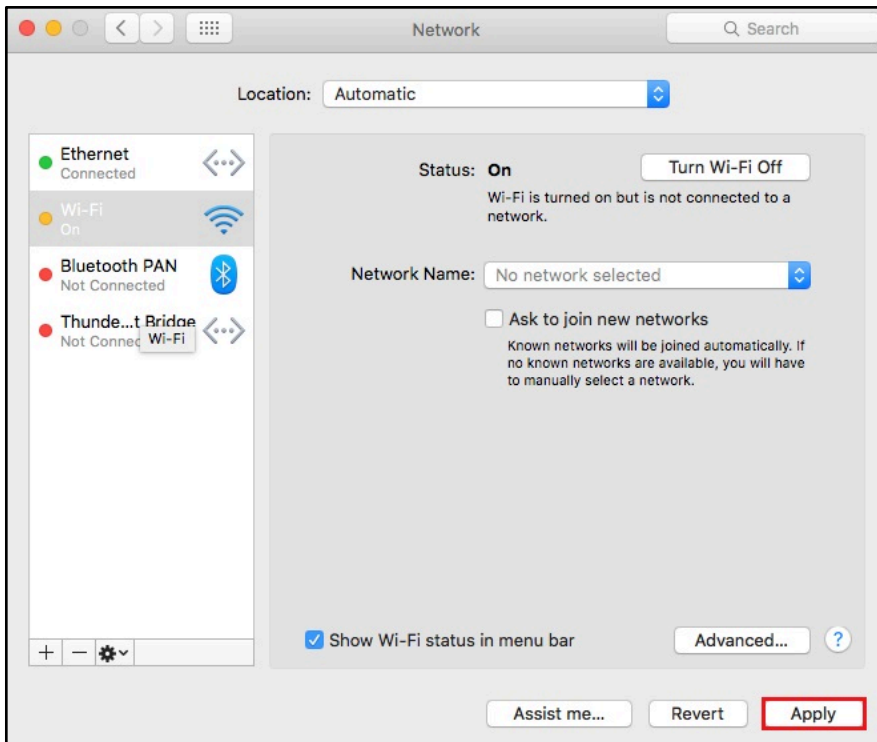 Network
Search
Location: Automatic
Ethernet
Connected
Wi-Fi
On
Bluetooth PAN
Not Connected
Thunde...t Bridge
Not Connec
Wi-Fi
Status: On
Turn Wi-Fi Off
Wi-Fi is turned on but is not connected to a
network.
Network Name: No network selected
Ask to join new networks
Known networks will be joined automatically. If
no known networks are available, you will have
to manually select a network.
Show Wi-Fi status in menu bar
Advanced...
?
Assist me...
Revert
Apply